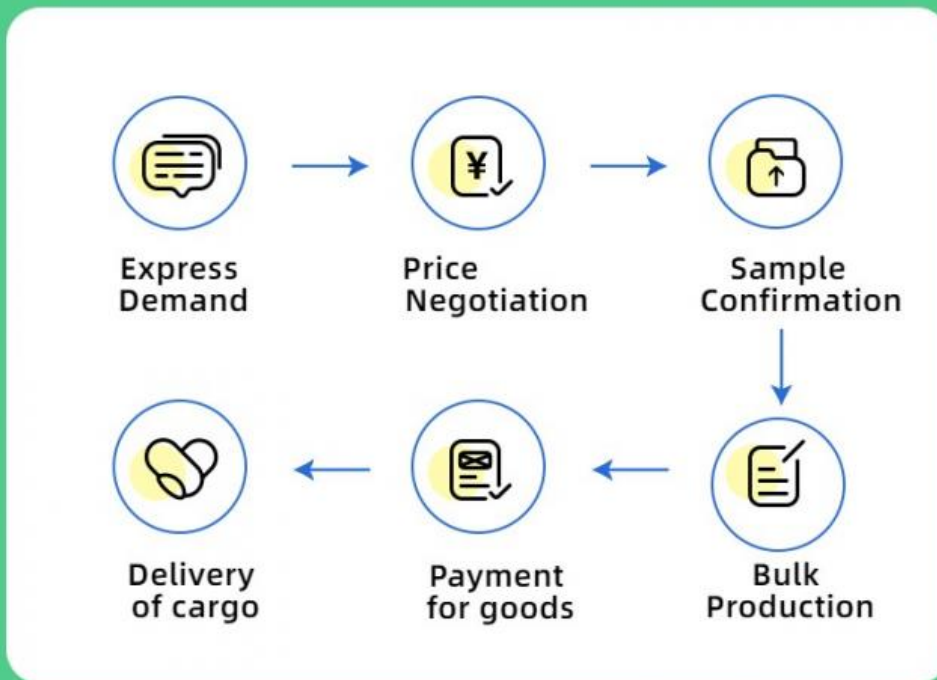 Express
Demand
¥
Price
Negotiation
Sample
Confirmation
Delivery
of cargo
Payment
for goods
Bulk
Production